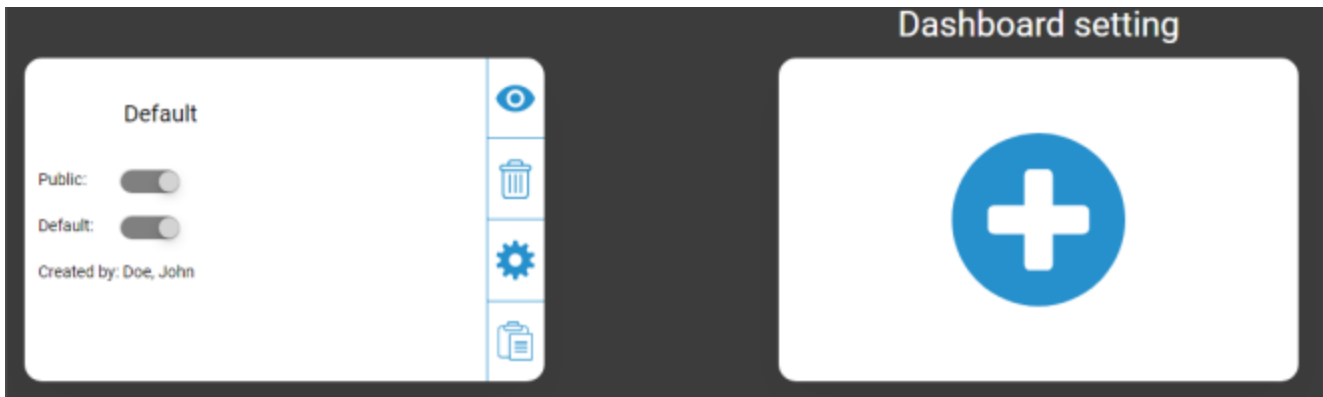 Dashboard setting
Default
Public:
Default:
Created by: Doe, John